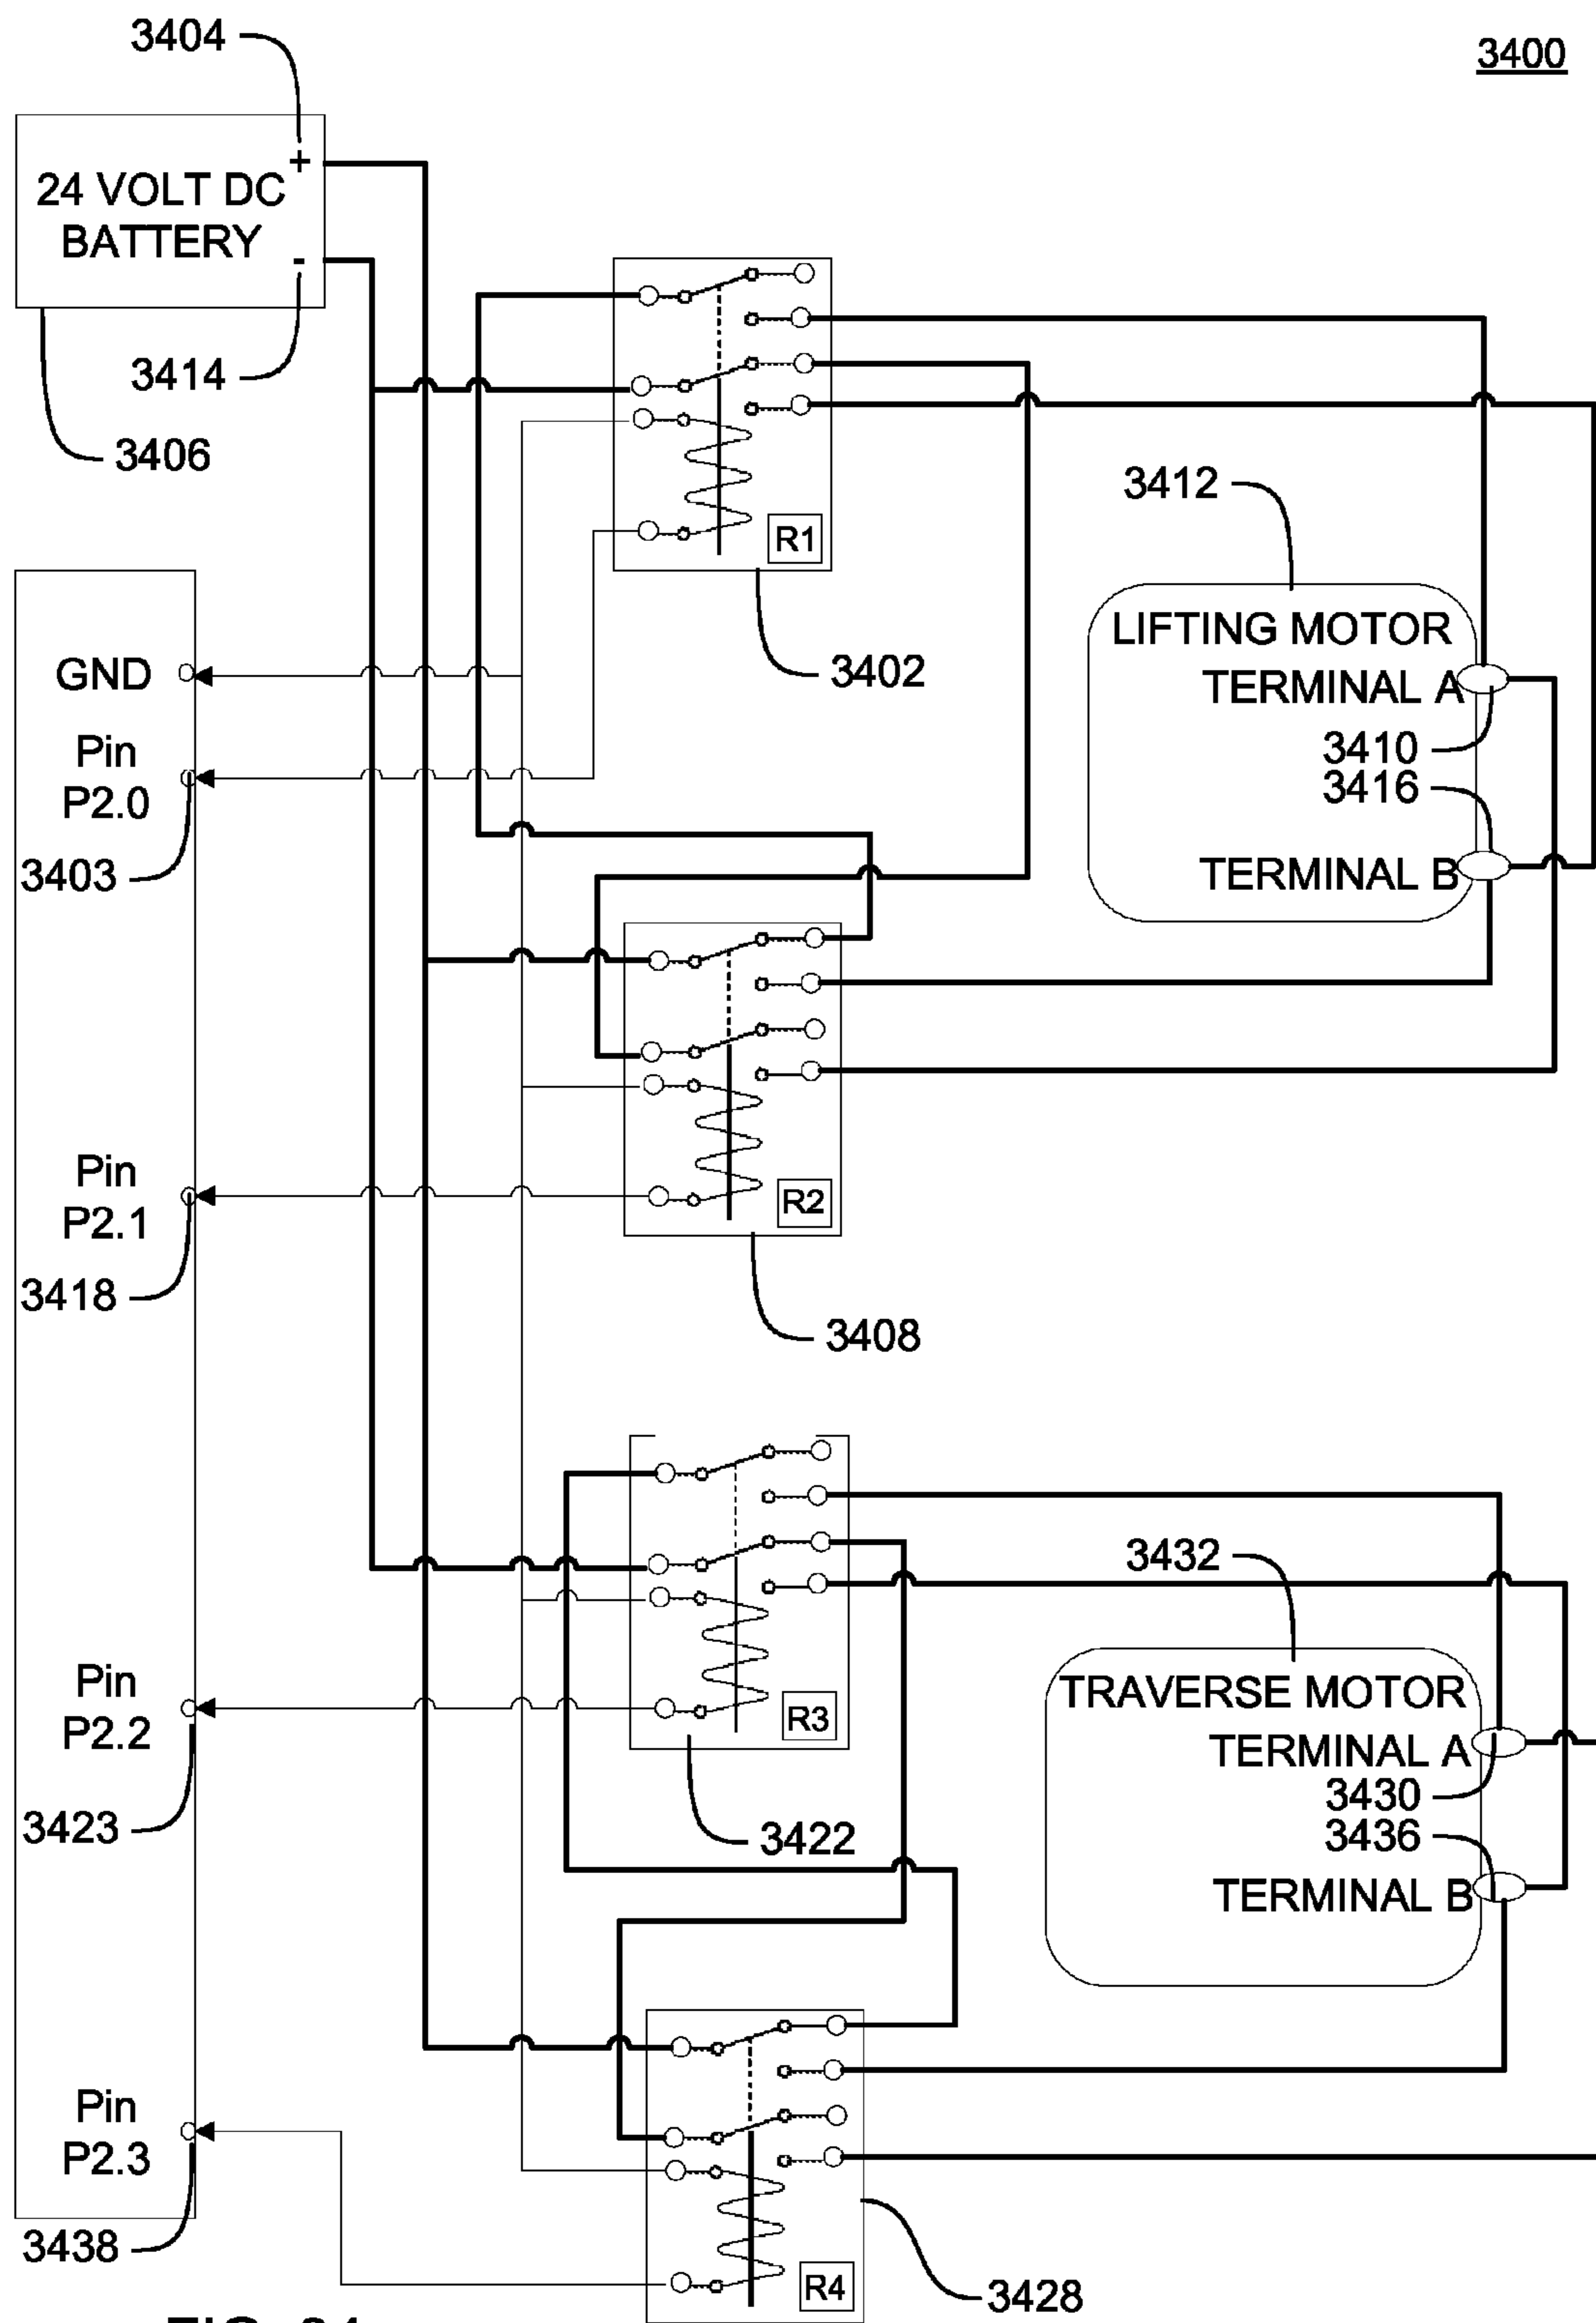 3404
3400
+
24 VOLT DC
BATTERY
-
3414
3406
R1
3402
3412
LIFTING MOTOR
TERMINAL A
3410
3416
TERMINAL B
GND
Pin
P2.0
3403
Pin
P2.1
3418
R2
3408
3432
TRAVERSE MOTOR
TERMINAL A
3430
3436
TERMINAL B
R3
3422
Pin
P2.2
3423
Pin
P2.3
3438
R4
3428